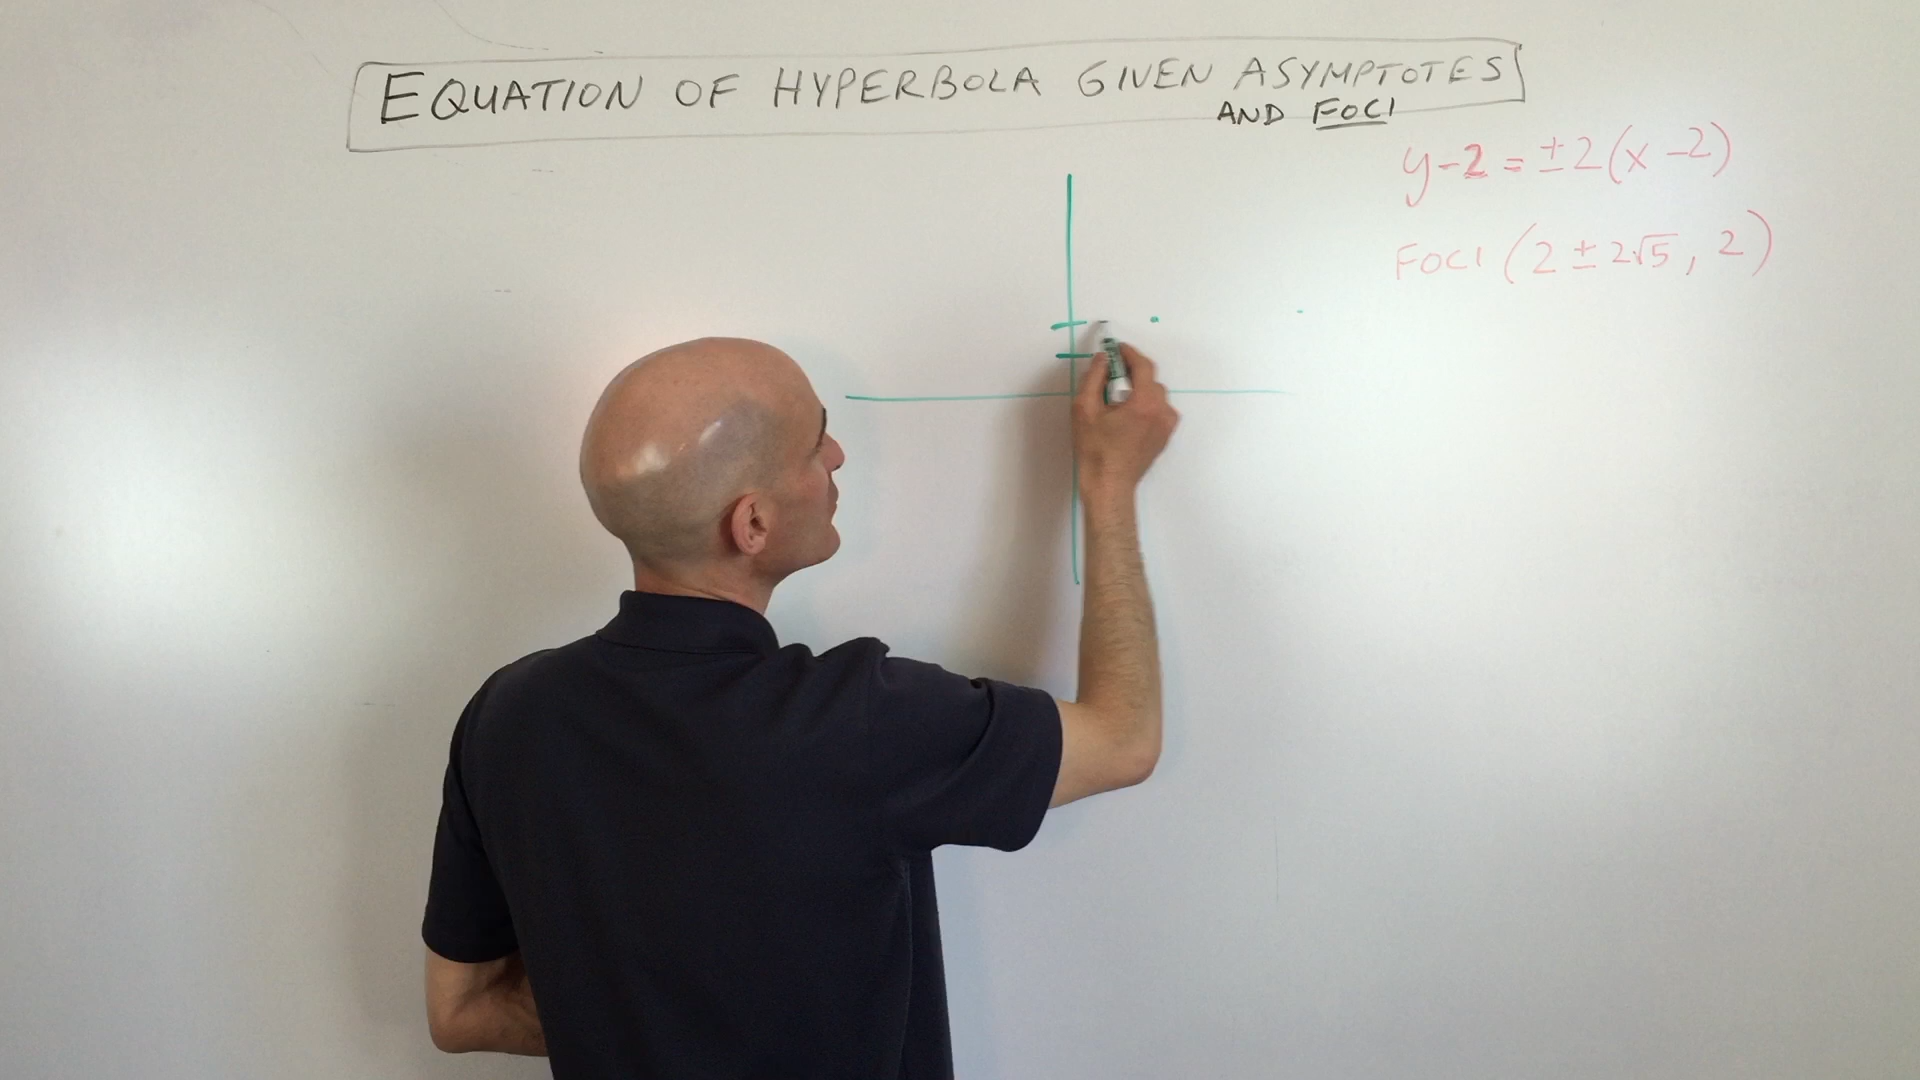 EQUATION OF HYPERBOLA GIVEN ASYMPTOTES
AND FOCI
y-2 = ±2(x-2)
FOCI (2 ± 2√5, 2)